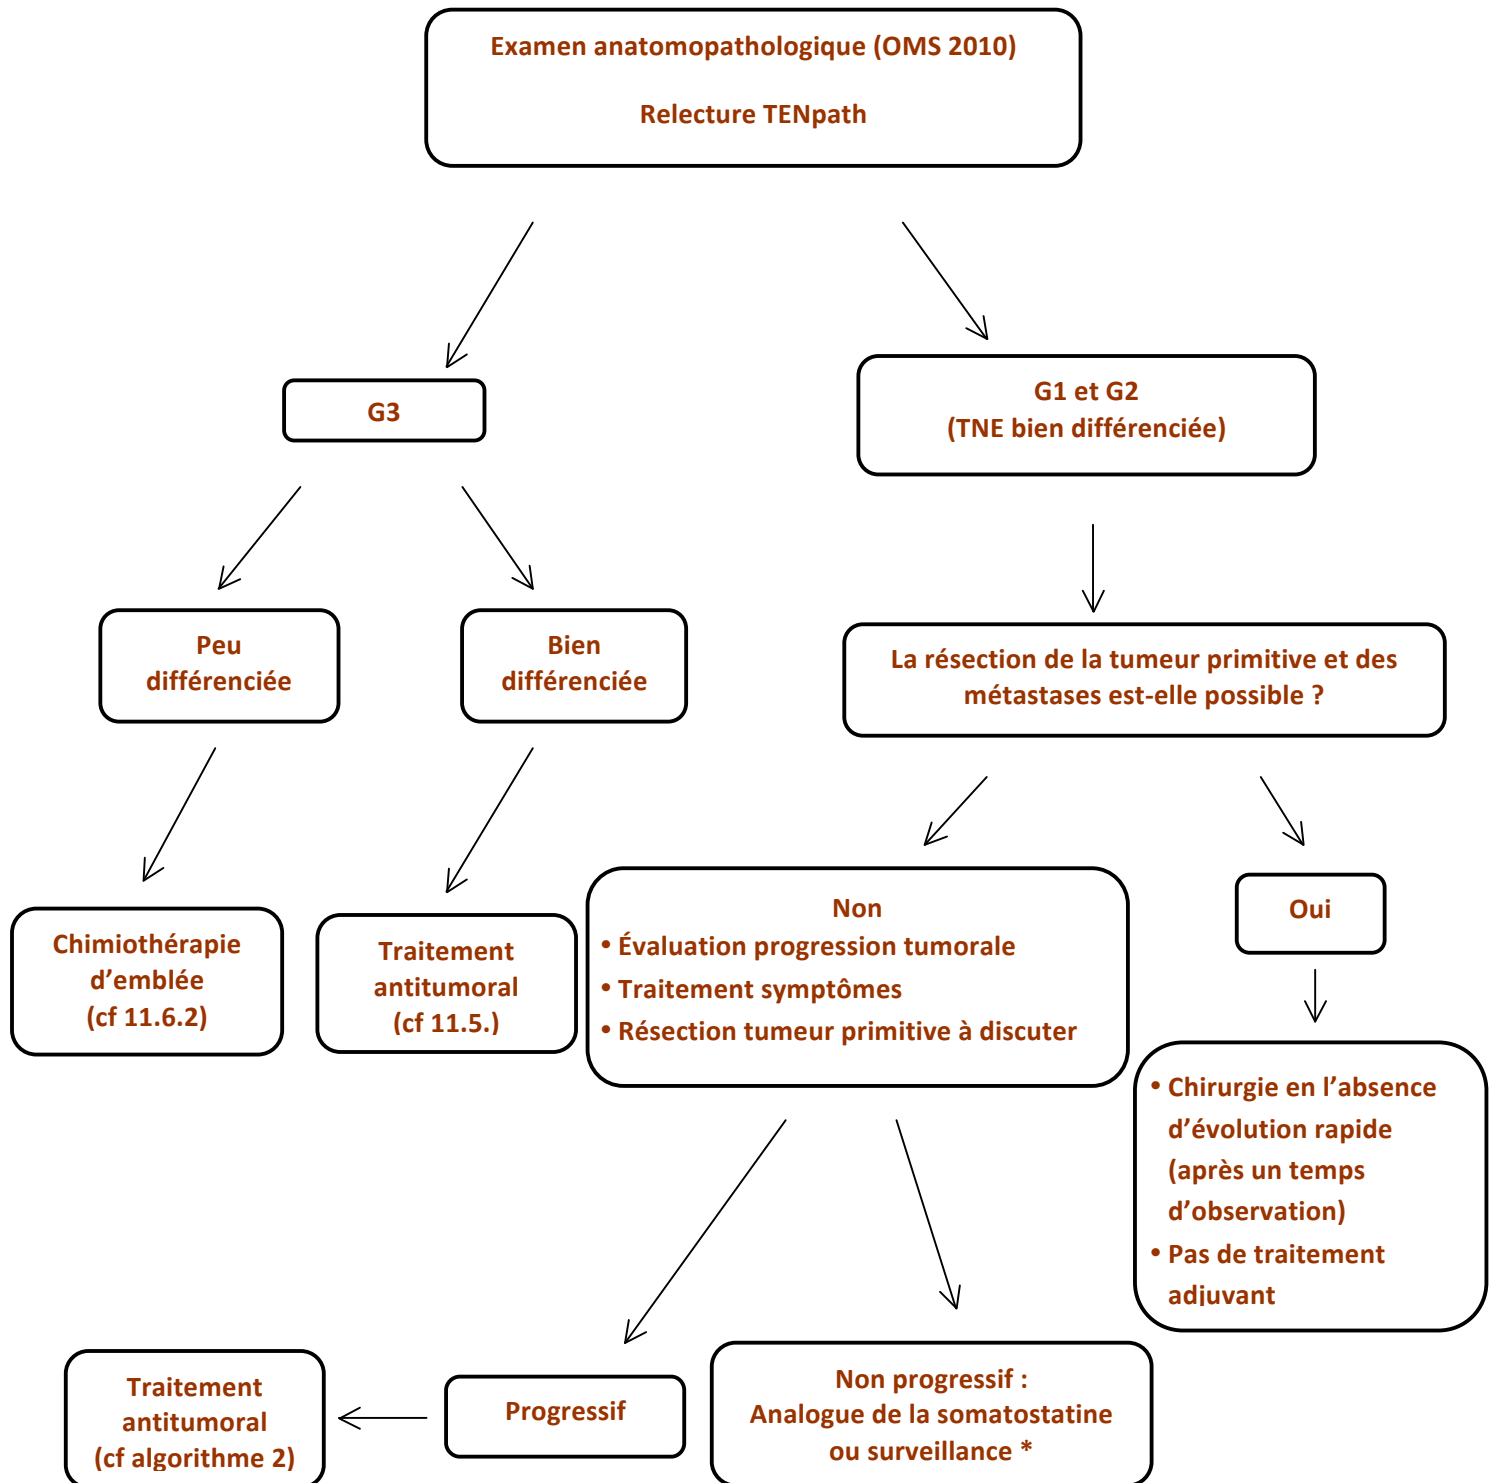 Examen anatomopathologique (OMS 2010)
Relecture TENpath
G3
G1 et G2
(TNE bien différenciée)
Peu
différenciée
Bien
différenciée
La résection de la tumeur primitive et des
métastases est-elle possible ?
Chimiothérapie
d’emblée
(cf 11.6.2)
Traitement
antitumoral
(cf 11.5.)
Non
• Évaluation progression tumorale
• Traitement symptômes
• Résection tumeur primitive à discuter
Oui
• Chirurgie en l’absence
d’évolution rapide
(après un temps
d’observation)
• Pas de traitement
adjuvant
Traitement
antitumoral
(cf algorithme 2)
Progressif
Non progressif :
Analogue de la somatostatine
ou surveillance *